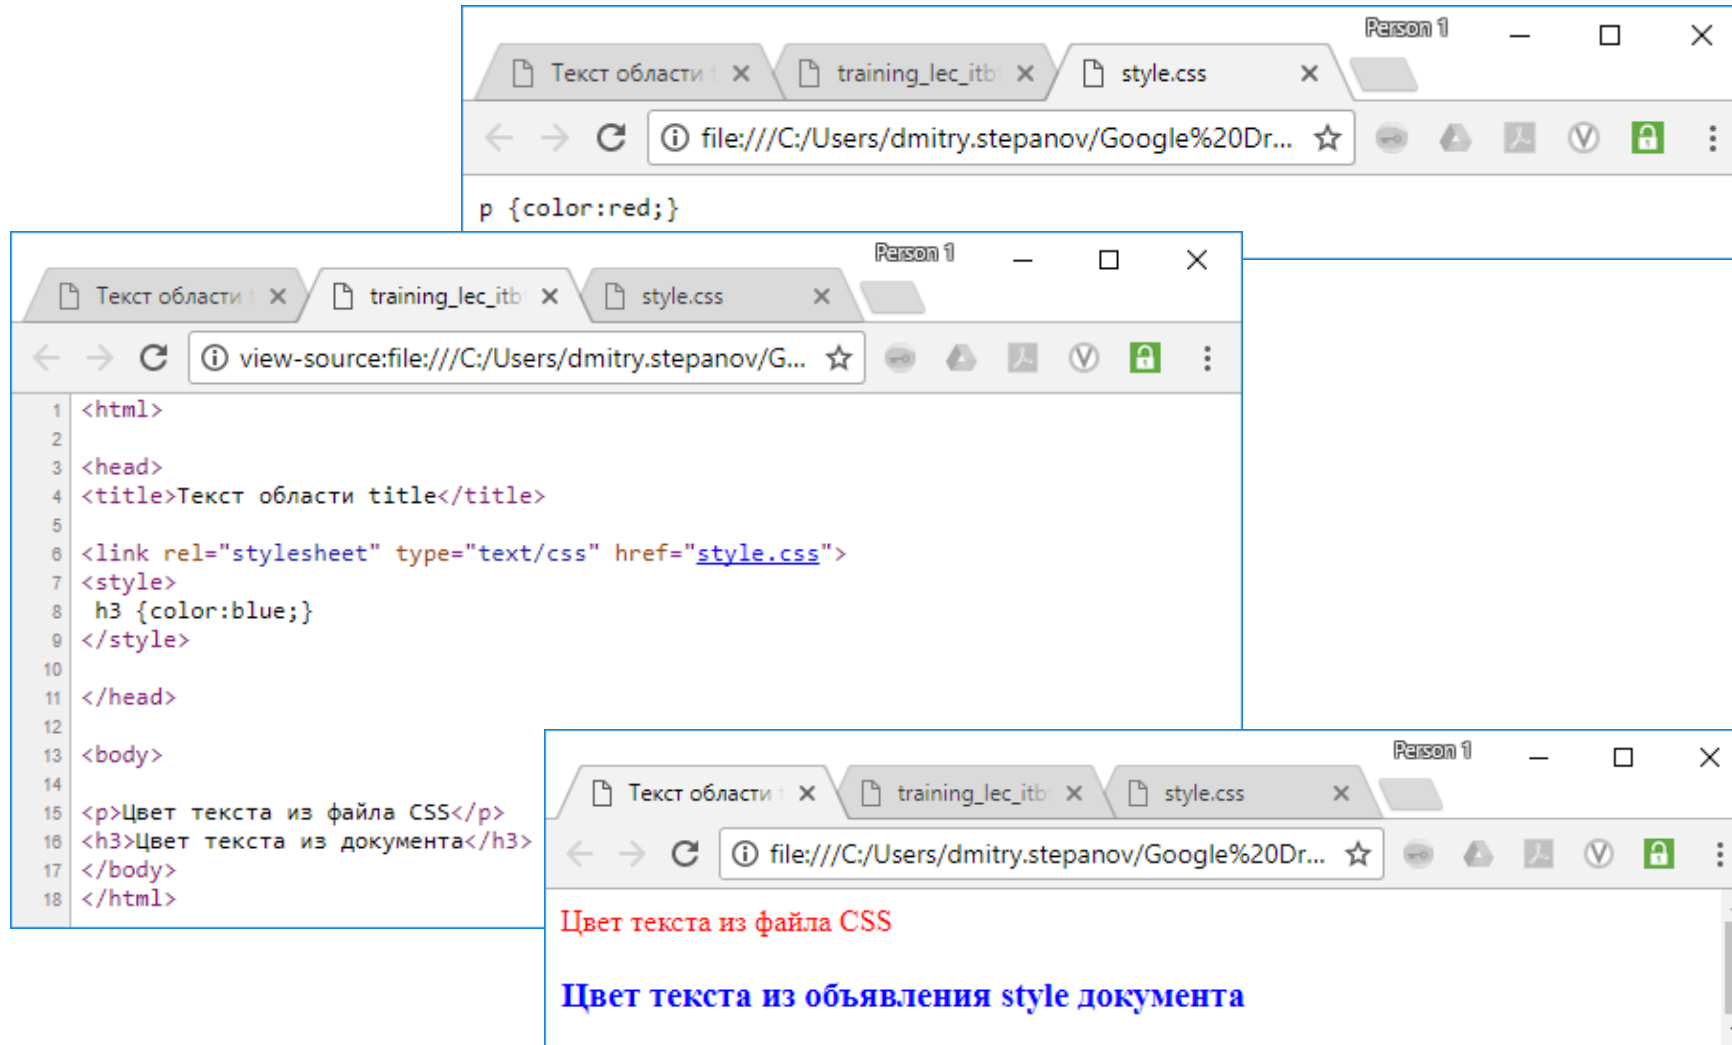 Person 1
Текст области t
training_lec_itb
style.css
file:///C:/Users/dmitry.stepanov/Google%20Dr...
p {color:red;}
Person 1
Текст области t
training_lec_itb
style.css
view-source:file:///C:/Users/dmitry.stepanov/G...
1 <html>
2
3 <head>
4 <title>Текст области title</title>
5
6 <link rel="stylesheet" type="text/css" href="style.css">
7 <style>
8 h3 {color:blue;}
9 </style>
10
11 </head>
12
13 <body>
14
15 <p>Цвет текста из файла CSS</p>
16 <h3>Цвет текста из документа</h3>
17 </body>
18 </html>
Person 1
Текст области t
training_lec_itb
style.css
file:///C:/Users/dmitry.stepanov/Google%20Dr...
Цвет текста из файла CSS
Цвет текста из объявления style документа